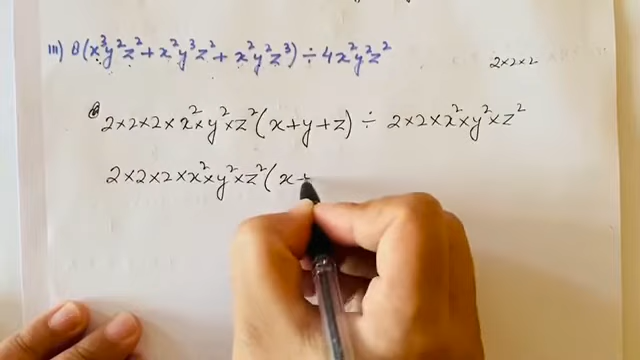 iii) 8(x³y²z² + x²y³z² + x²y²z³) ÷ 4x²y²z²
2×2×2
2×2×2×x²×y²×z²(x+y+z) ÷ 2×2×x²×y²×z²
2×2×2×x²×y²×z²(x+